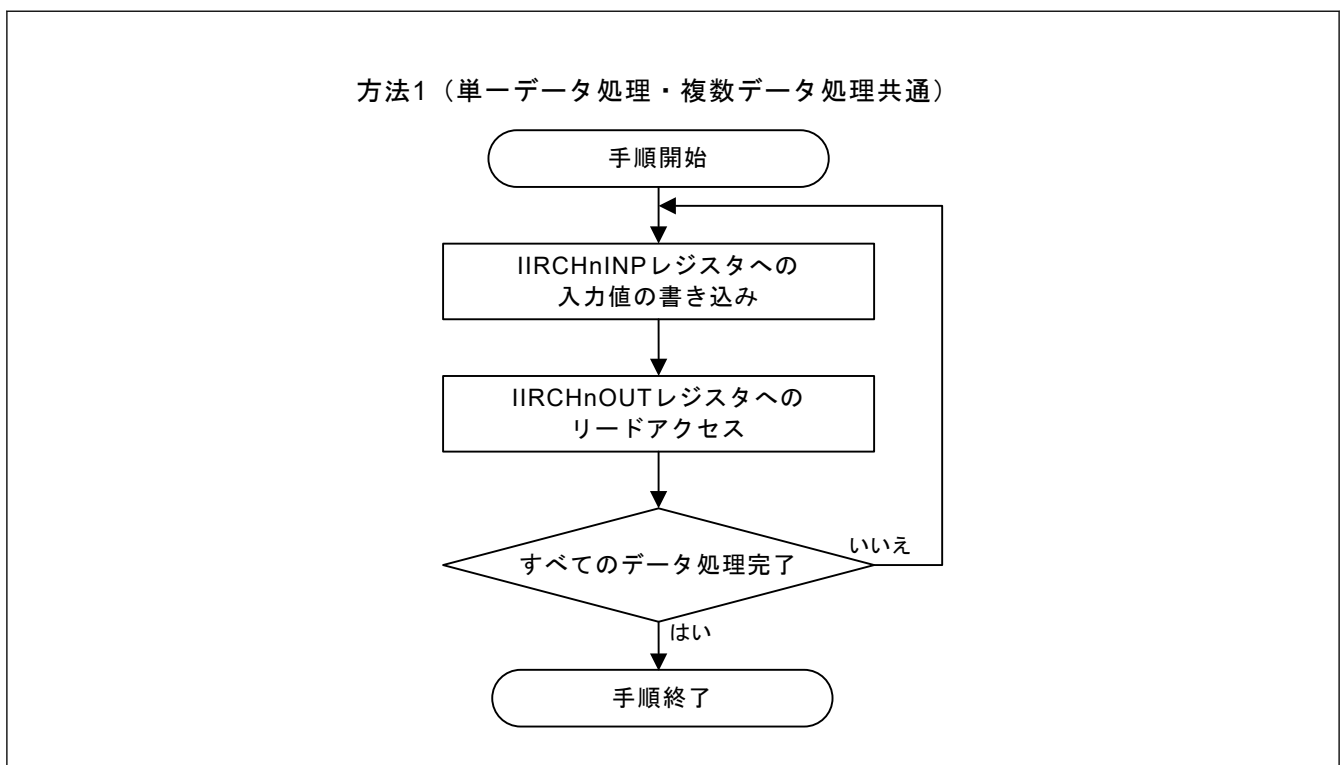 方法1（単一データ処理・複数データ処理共通）
手順開始
IIRCHnINPレジスタへの
入力値の書き込み
IIRCHnOUTレジスタへの
リードアクセス
すべてのデータ処理完了
いいえ
はい
手順終了